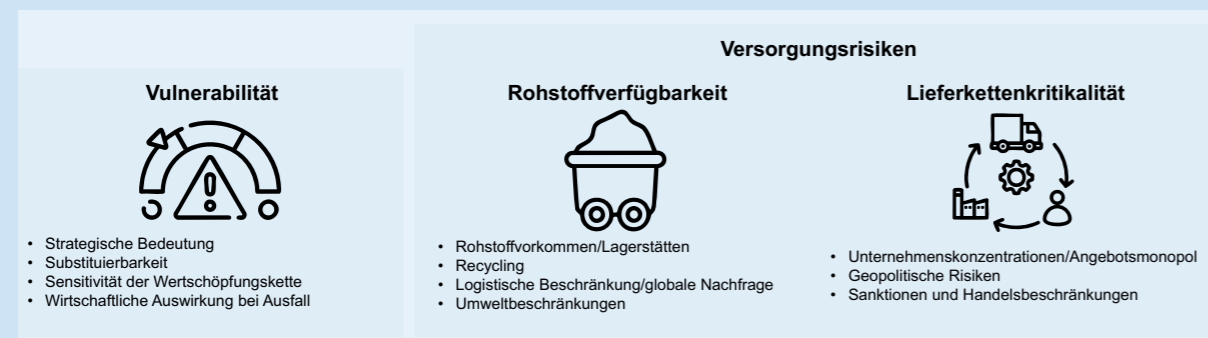 Versorgungsrisiken
Vulnerabilität
• Strategische Bedeutung
• Substituierbarkeit
• Sensitivität der Wertschöpfungskette
• Wirtschaftliche Auswirkung bei Ausfall
Rohstoffverfügbarkeit
• Rohstoffvorkommen/Lagerstätten
• Recycling
• Logistische Beschränkung/globale Nachfrage
• Umweltbeschränkungen
Lieferkettenkritikalität
• Unternehmenskonzentrationen/Angebotsmonopol
• Geopolitische Risiken
• Sanktionen und Handelsbeschränkungen